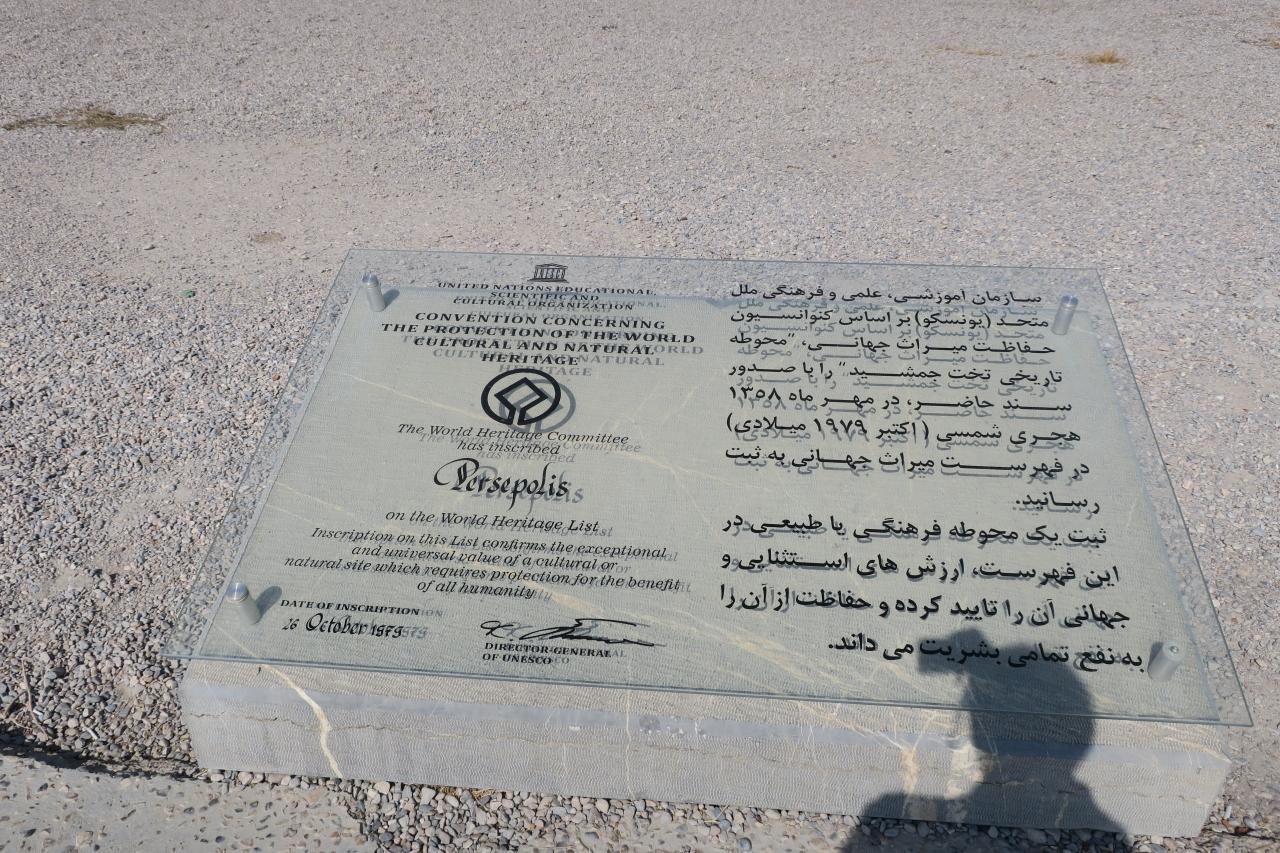 UNITED NATIONS EDUCATIONAL,
SCIENTIFIC AND
CULTURAL ORGANIZATION
CONVENTION CONCERNING
THE PROTECTION OF THE WORLD
CULTURAL AND NATURAL
HERITAGE
The World Heritage Committee
has inscribed
Persepolis
on the World Heritage List
Inscription on this List confirms the exceptional
and universal value of a cultural or
natural site which requires protection for the benefit
of all humanity
DATE OF INSCRIPTION
26 October 1979
DIRECTOR-GENERAL
OF UNESCO
سازمان آموزشی، علمی و فرهنگی ملل
متحد (یونسکو) بر اساس کنوانسیون
حفاظت میراث جهانی، "محوطه
تاریخی تخت جمشید" را با صدور
سند حاضر، در مهر ماه ۱۳۵۸
هجری شمسی (اکتبر ۱۹۷۹ میلادی)
در فهرست میراث جهانی به ثبت
رسانید.
ثبت یک محوطه فرهنگی یا طبیعی در
این فهرست، ارزش های استثنایی و
جهانی آن را تایید کرده و حفاظت از آن را
به نفع تمامی بشریت می داند.